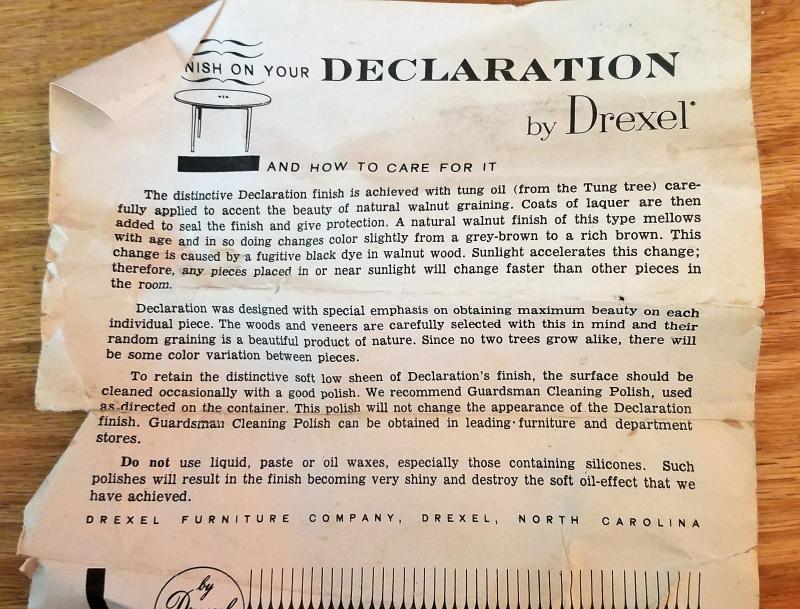 NISH ON YOUR DECLARATION
by Drexel
AND HOW TO CARE FOR IT
The distinctive Declaration finish is achieved with tung oil (from the Tung tree) care-
fully applied to accent the beauty of natural walnut graining. Coats of laquer are then
added to seal the finish and give protection. A natural walnut finish of this type mellows
with age and in so doing changes color slightly from a grey-brown to a rich brown. This
change is caused by a fugitive black dye in walnut wood. Sunlight accelerates this change;
therefore, any pieces placed in or near sunlight will change faster than other pieces in
the room.
Declaration was designed with special emphasis on obtaining maximum beauty on each
individual piece. The woods and veneers are carefully selected with this in mind and their
random graining is a beautiful product of nature. Since no two trees grow alike, there will
be some color variation between pieces.
To retain the distinctive soft low sheen of Declaration's finish, the surface should be
cleaned occasionally with a good polish. We recommend Guardsman Cleaning Polish, used
as directed on the container. This polish will not change the appearance of the Declaration
finish. Guardsman Cleaning Polish can be obtained in leading furniture and department
stores.
Do not use liquid, paste or oil waxes, especially those containing silicones. Such
polishes will result in the finish becoming very shiny and destroy the soft oil-effect that we
have achieved.
DREXEL FURNITURE COMPANY, DREXEL, NORTH CAROLINA
by
Drexel